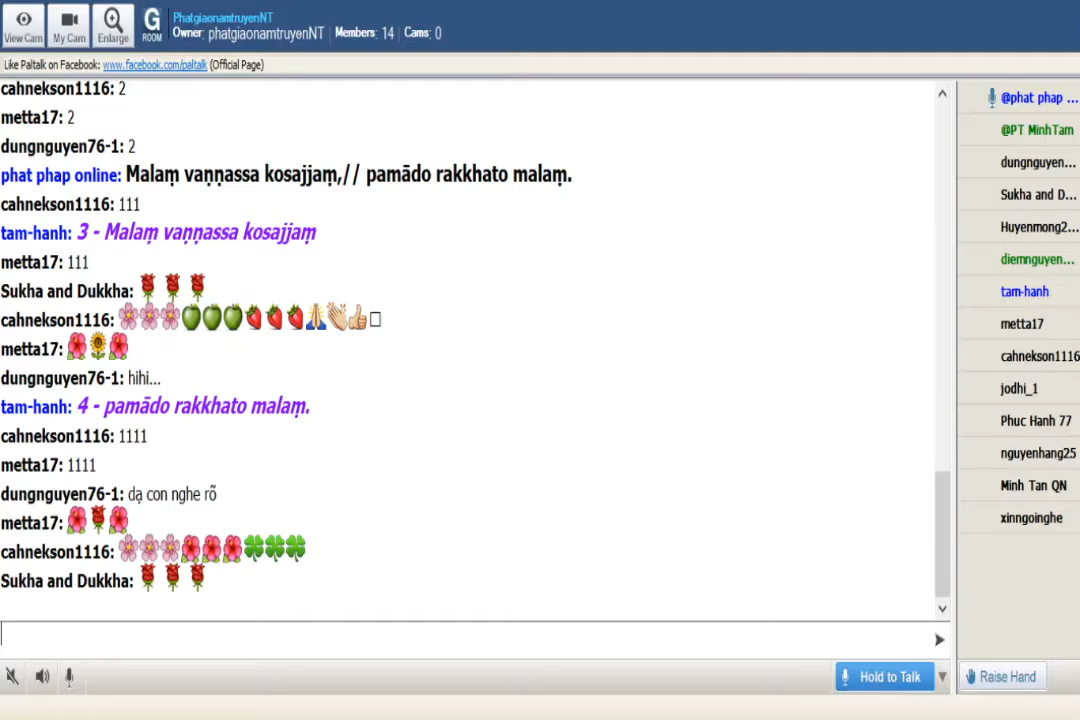 View Cam
My Cam
Enlarge
G
ROOM
PhatgiaonamtruyenNT
Owner: phatgiaonamtruyenNT | Members: 14 | Cams: 0
Like Paltalk on Facebook: www.facebook.com/paltalk (Official Page)
cahnekson1116: 2
metta17: 2
dungnguyen76-1: 2
phat phap online: Malaṃ vaṇṇassa kosajjaṃ,// pamādo rakkhato malaṃ.
cahnekson1116: 111
tam-hanh: 3 - Malaṃ vaṇṇassa kosajjaṃ
metta17: 111
Sukha and Dukkha: 🌹 🌹 🌹
cahnekson1116: 🌸🌸🌸🍏🍏🍏🍓🍓🍓🙏👏👍□
metta17: 🌺🌻🌺
dungnguyen76-1: hihi...
tam-hanh: 4 - pamādo rakkhato malaṃ.
cahnekson1116: 1111
metta17: 1111
dungnguyen76-1: dạ con nghe rõ
metta17: 🌺🌹🌺
cahnekson1116: 🌸🌸🌸🌺🌺🌺🍀🍀🍀
Sukha and Dukkha: 🌹 🌹 🌹
@phat phap ...
@PT MinhTam
dungnguyen...
Sukha and D...
Huyenmong2...
diemnguyen...
tam-hanh
metta17
cahnekson1116
jodhi_1
Phuc Hanh 77
nguyenhang25
Minh Tan QN
xinngoinghe
Hold to Talk
Raise Hand